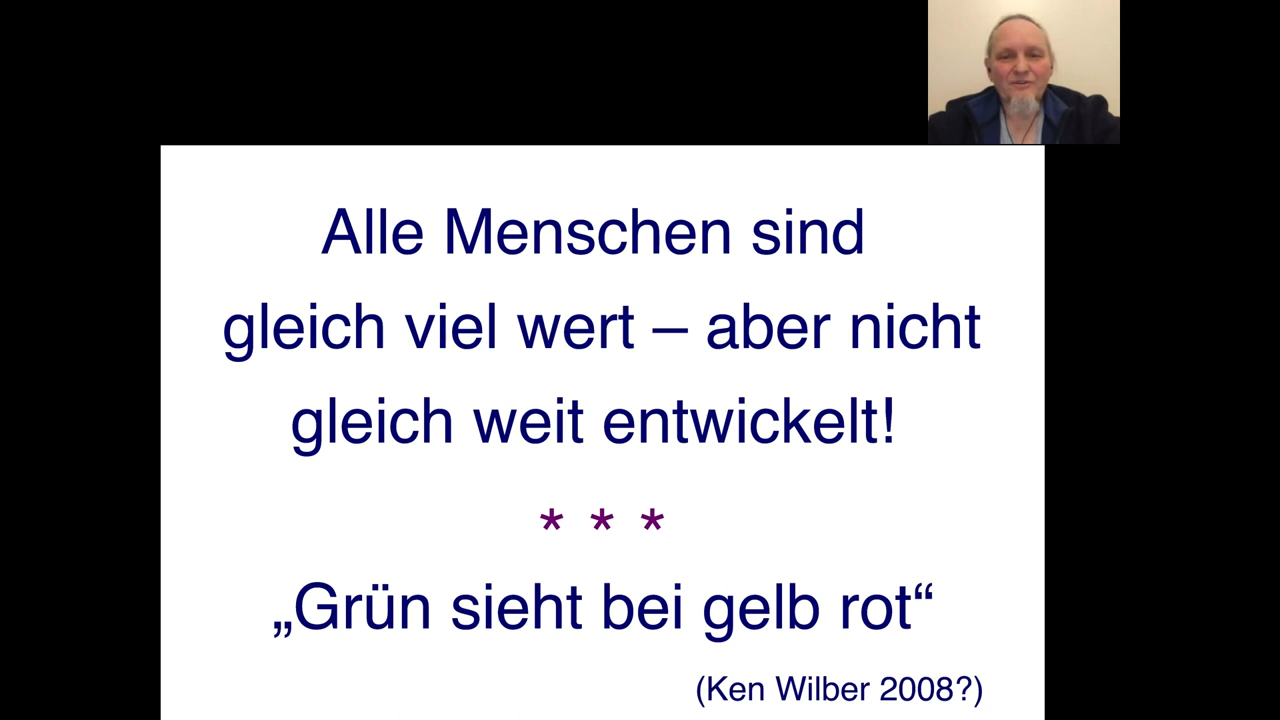 Alle Menschen sind
gleich viel wert – aber nicht
gleich weit entwickelt!
* * *
„Grün sieht bei gelb rot“
(Ken Wilber 2008?)